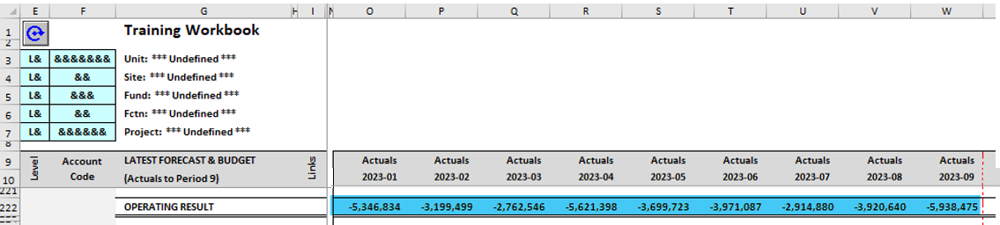 E F G H I N O P Q R S T U V W
1 Training Workbook
2
3 L& &&&&&&& Unit: *** Undefined ***
4 L& && Site: *** Undefined ***
5 L& &&& Fund: *** Undefined ***
6 L& && Fctn: *** Undefined ***
7 L& &&&&&& Project: *** Undefined ***
8
9 Level Account LATEST FORECAST & BUDGET Links Actuals Actuals Actuals Actuals Actuals Actuals Actuals Actuals Actuals
10 Code (Actuals to Period 9) 2023-01 2023-02 2023-03 2023-04 2023-05 2023-06 2023-07 2023-08 2023-09
221
222 OPERATING RESULT -5,346,834 -3,199,499 -2,762,546 -5,621,398 -3,699,723 -3,971,087 -2,914,880 -3,920,640 -5,938,475